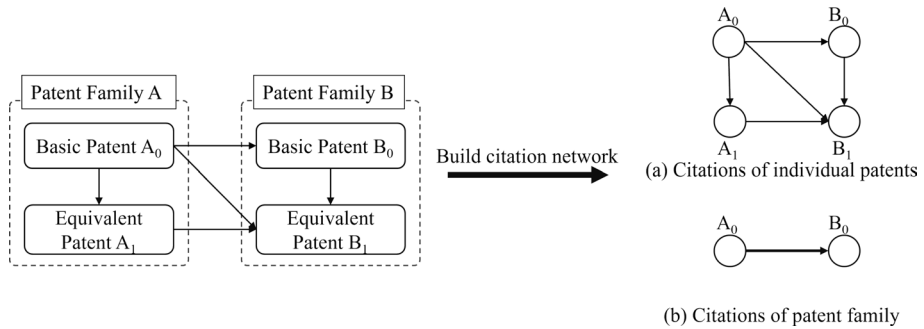 Patent Family A
Basic Patent A₀
Equivalent
Patent A₁
Patent Family B
Basic Patent B₀
Equivalent
Patent B₁
Build citation network
A₀
B₀
A₁
B₁
(a) Citations of individual patents
A₀
B₀
(b) Citations of patent family